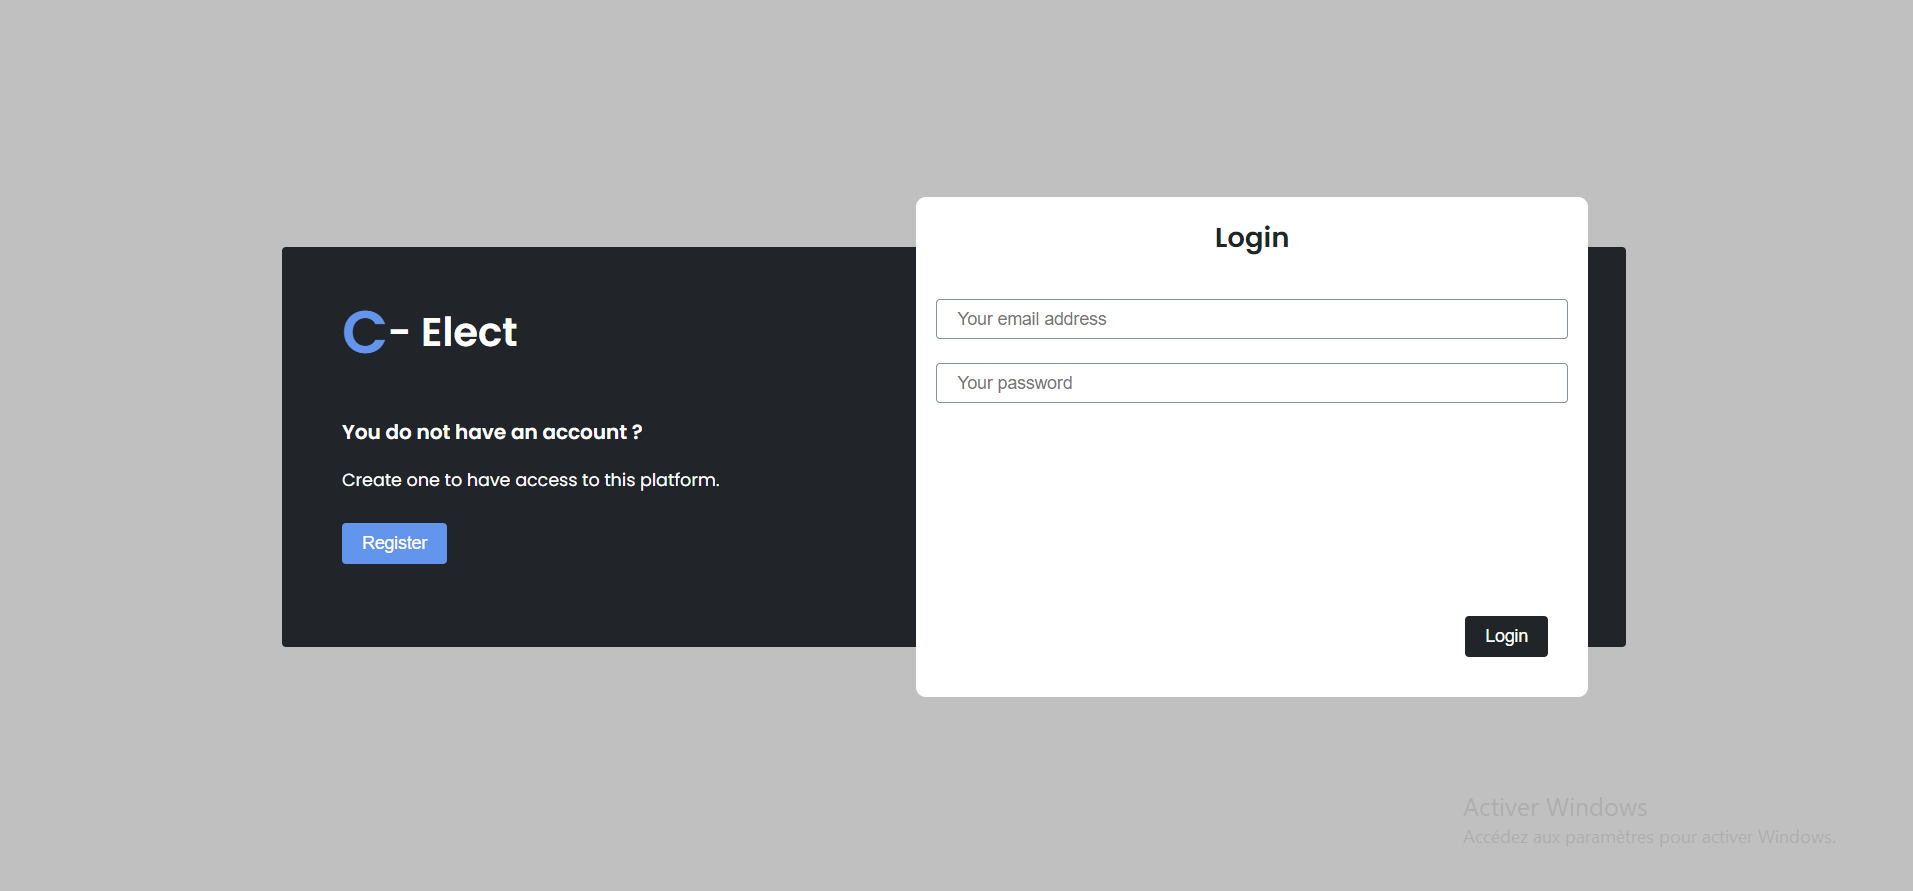 C- Elect
You do not have an account ?
Create one to have access to this platform.
Register
Login
Your email address
Your password
Login
Activer Windows
Accédez aux paramètres pour activer Windows.